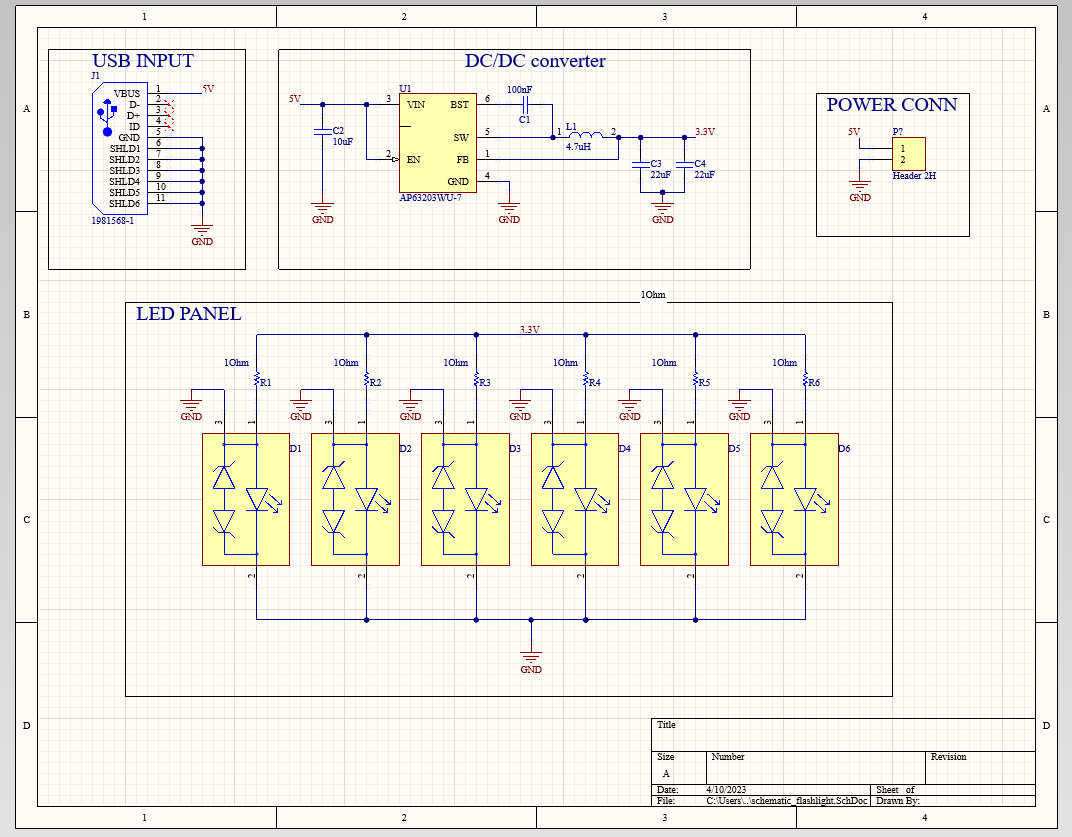 1 2 3 4
A
B
C
D
A
B
C
D
USB INPUT
J1
VBUS 1 5V
D- 2
D+ 3
ID 4
GND 5
SHLD1 6
SHLD2 7
SHLD3 8
SHLD4 9
SHLD5 10
SHLD6 11
1981568-1
GND
DC/DC converter
5V
C2
10uF
GND
U1
3 VIN BST 6
SW 5
2 EN FB 1
GND 4
AP63203WU-7
GND
100nF
C1
1 L1 2
4.7uH
3.3V
C3
22uF
C4
22uF
GND
POWER CONN
5V
P?
1
2
Header 2H
GND
1Ohm
LED PANEL
3.3V
1Ohm 1Ohm 1Ohm 1Ohm 1Ohm 1Ohm
R1 R2 R3 R4 R5 R6
GND GND GND GND GND GND
3 1 3 1 3 1 3 1 3 1 3 1
D1 D2 D3 D4 D5 D6
2 2 2 2 2 2
GND
Title
Size Number Revision
A
Date: 4/10/2023 Sheet of
File: C:\Users\..\schematic_flashlight.SchDoc Drawn By:
1 2 3 4